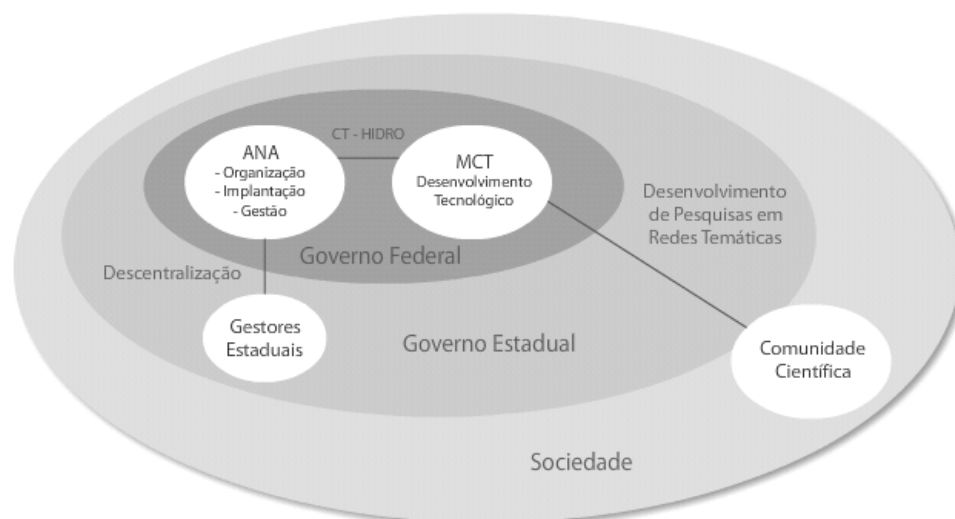 CT - HIDRO
ANA
- Organização
- Implantação
- Gestão
MCT
Desenvolvimento
Tecnológico
Desenvolvimento
de Pesquisas em
Redes Temáticas
Governo Federal
Descentralização
Gestores
Estaduais
Governo Estadual
Comunidade
Científica
Sociedade